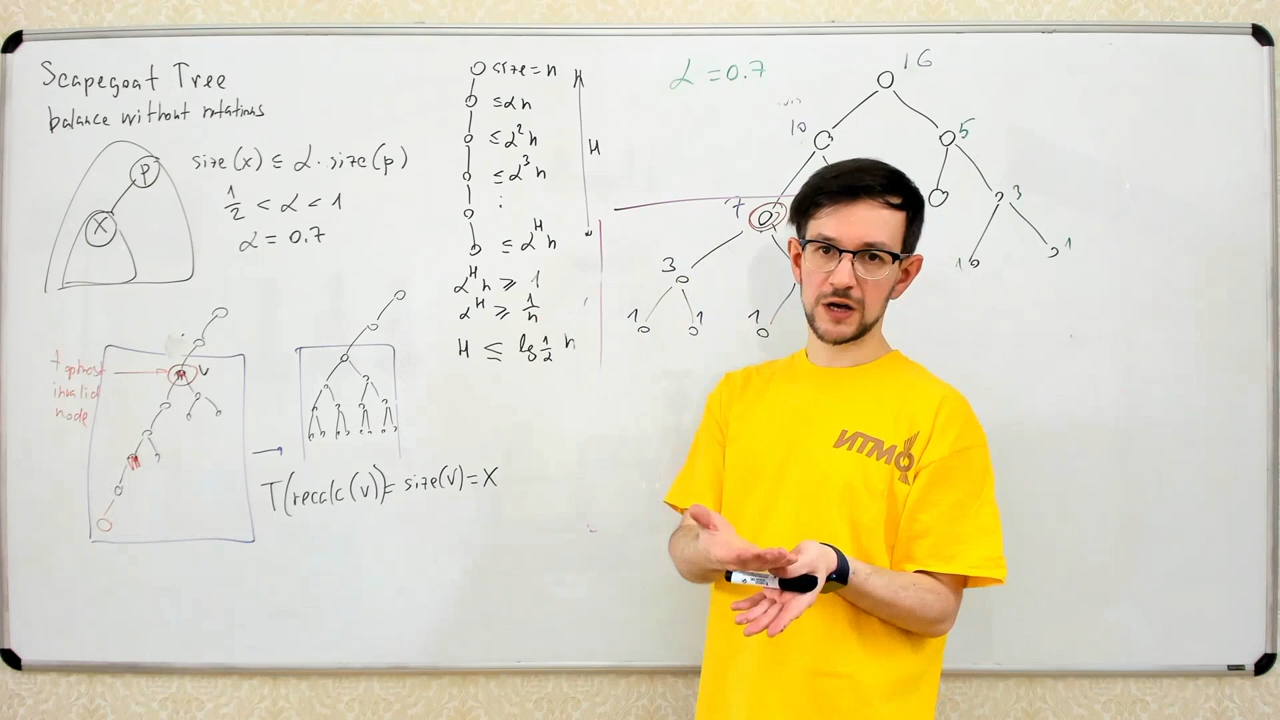 Scapegoat Tree
balance without rotations
p
x
size(x) ≤ α · size(p)
1/2 < α < 1
α = 0.7
topmost
invalid
node
v
→
T(recalc(v)) = size(v) = X
size = n
≤ αn
≤ α²n
≤ α³n
:
≤ α^H n
H
H
α^H n ≥ 1
α^H ≥ 1/n
H ≤ log 1/2 n
α = 0.7
16
10
5
7
3
3
1
1
1
1
1
ИТМО